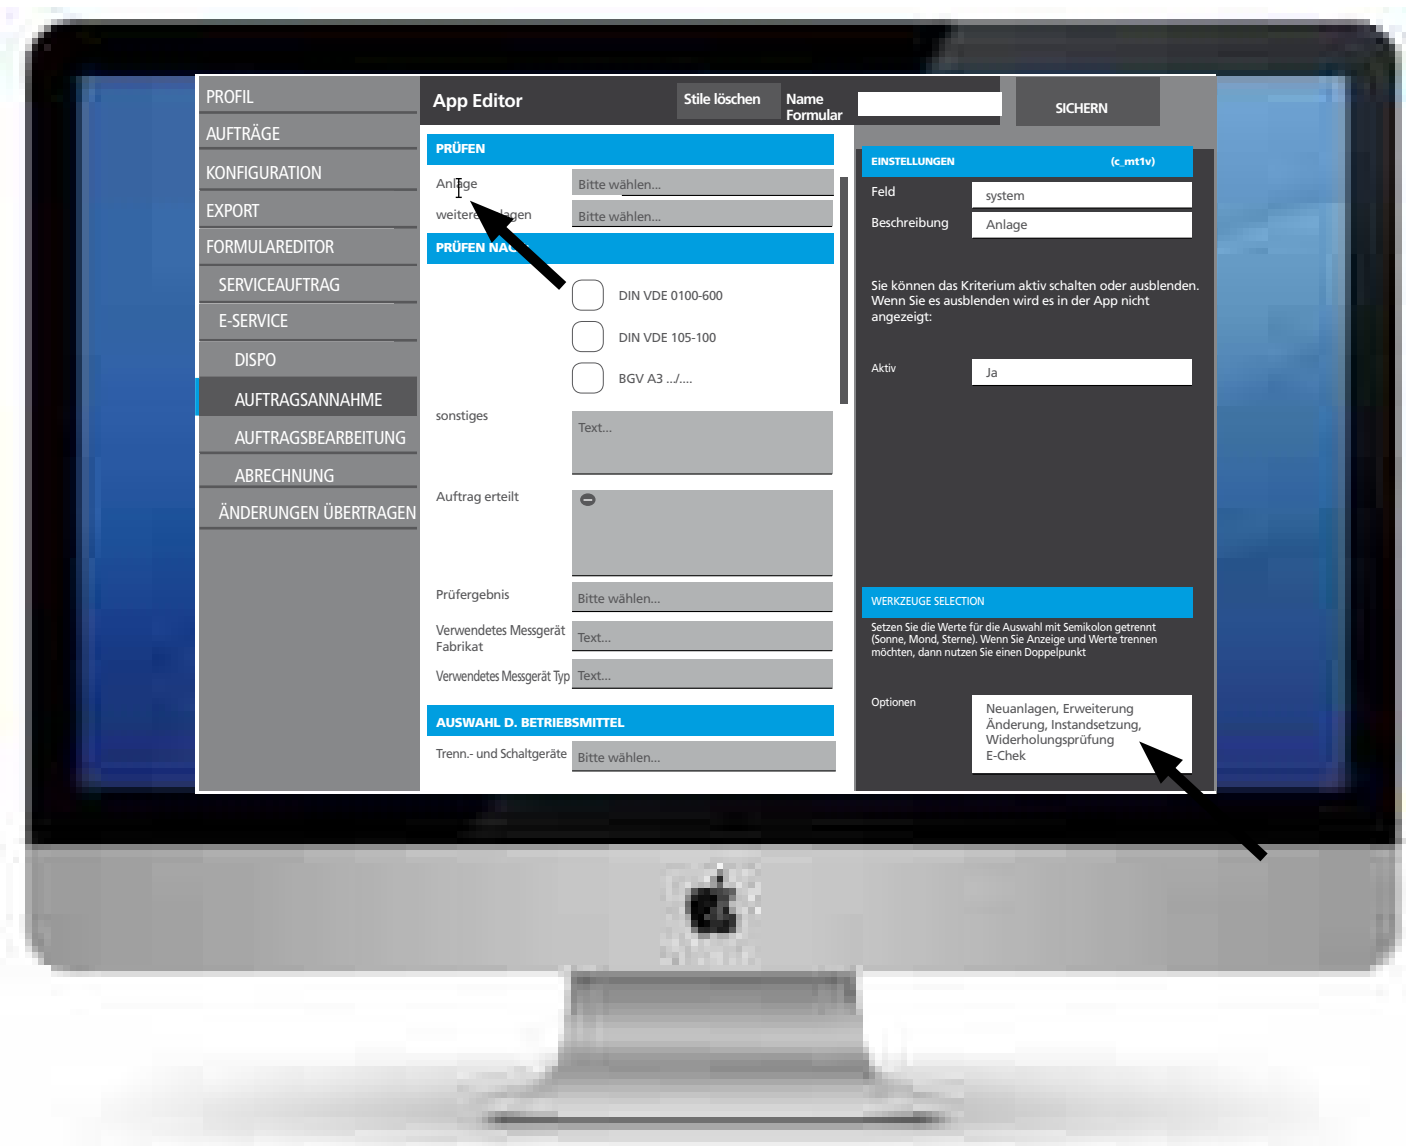 PROFIL
AUFTRÄGE
KONFIGURATION
EXPORT
FORMULAREDITOR
SERVICEAUFTRAG
E-SERVICE
DISPO
AUFTRAGSANNAHME
AUFTRAGSBEARBEITUNG
ABRECHNUNG
ÄNDERUNGEN ÜBERTRAGEN
App Editor
Stile löschen
Name
Formular
SICHERN
PRÜFEN
Anlage
Bitte wählen...
Bitte wählen...
PRÜFEN
DIN VDE 0100-600
DIN VDE 105-100
BGV A3 .../....
sonstiges
Text...
Auftrag erteilt
Prüfergebnis
Bitte wählen...
Verwendetes Messgerät
Fabrikat
Text...
Verwendetes Messgerät Typ
Text...
AUSWAHL D. BETRIEBSMITTEL
Trenn.- und Schaltgeräte
Bitte wählen...
EINSTELLUNGEN (c_mt1v)
Feld
system
Beschreibung
Anlage
Sie können das Kriterium aktiv schalten oder ausblenden.
Wenn Sie es ausblenden wird es in der App nicht
angezeigt:
Aktiv
Ja
WERKZEUGE SELECTION
Setzen Sie die Werte für die Auswahl mit Semikolon getrennt
(Sonne, Mond, Sterne). Wenn Sie Anzeige und Werte trennen
möchten, dann nutzen Sie einen Doppelpunkt
Optionen
Neuanlagen, Erweiterung
Änderung, Instandsetzung,
Widerholungsprüfung
E-Chek